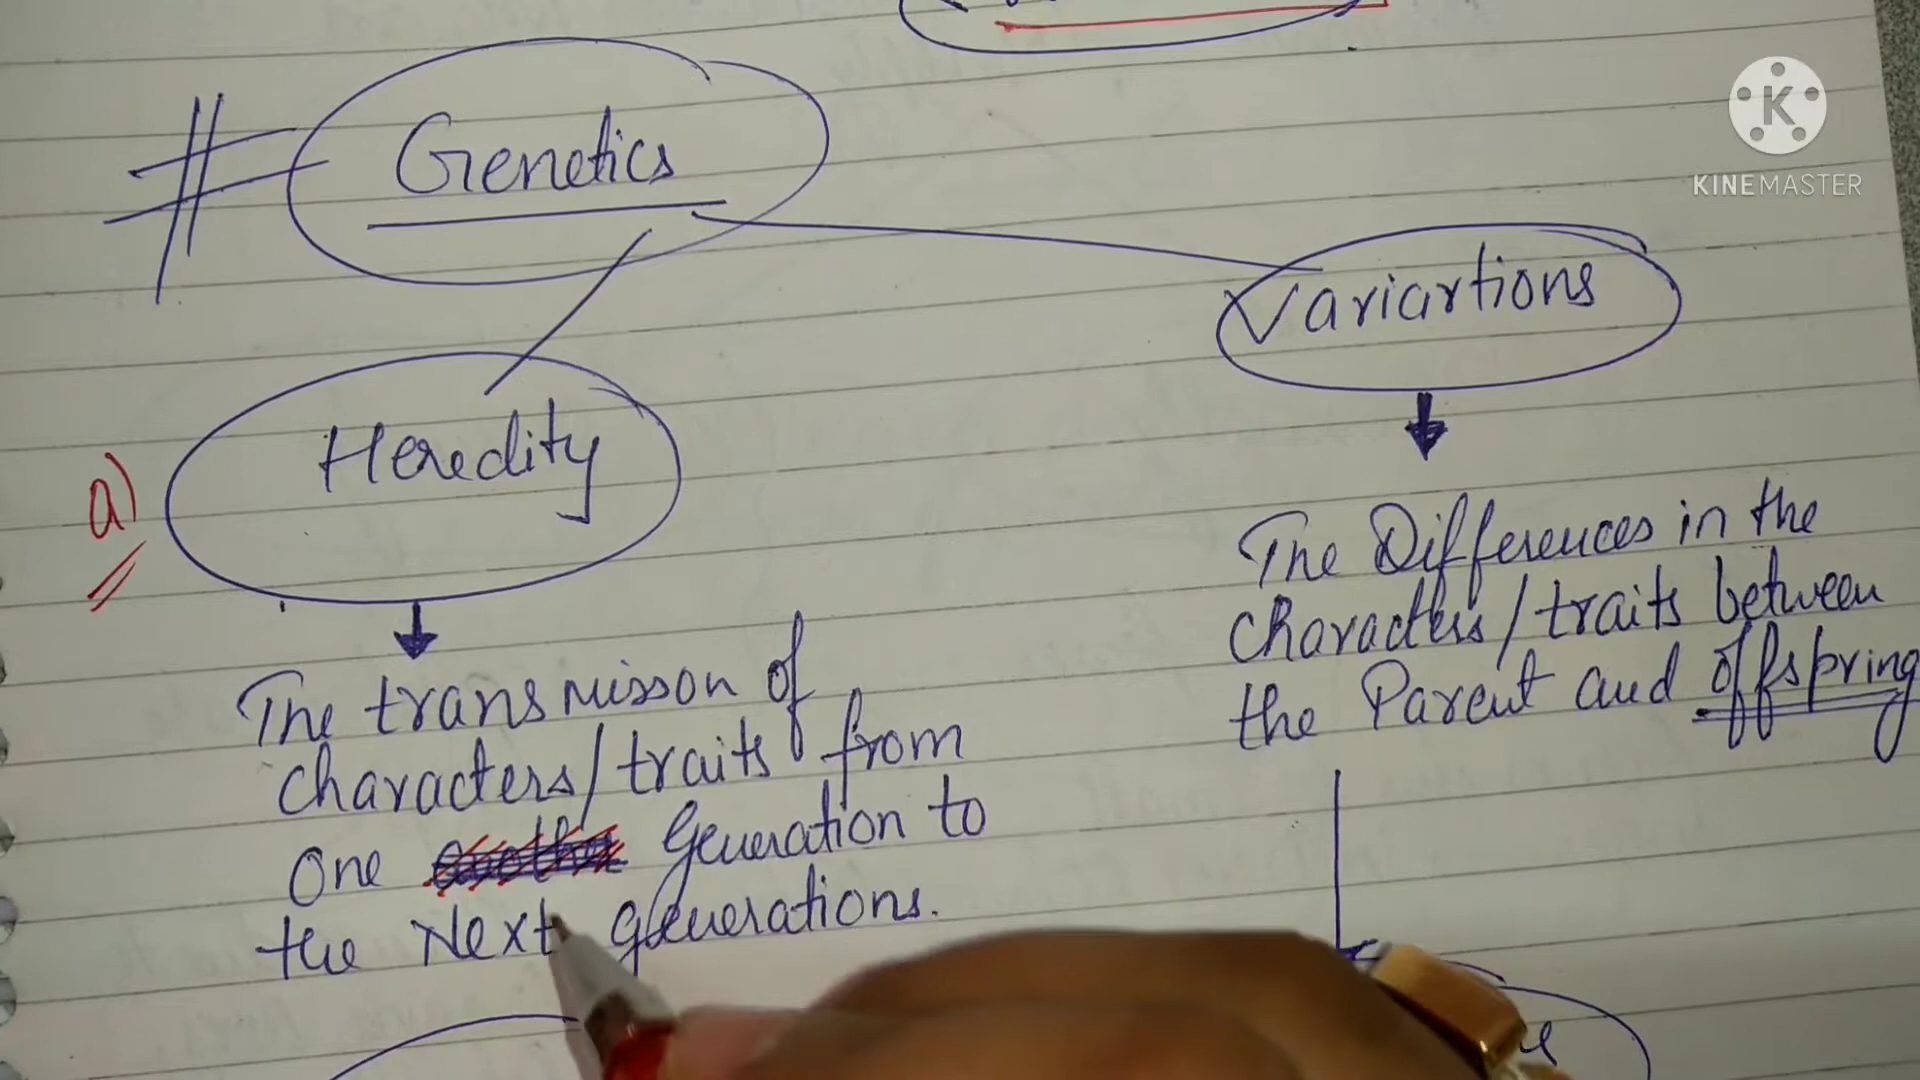 # Genetics
K
KINEMASTER
Variartions
a) Heredity
The Differences in the
characters/traits between
the Parent and offspring
The transmisson of
characters/traits from
One Generation to
the Next generations.